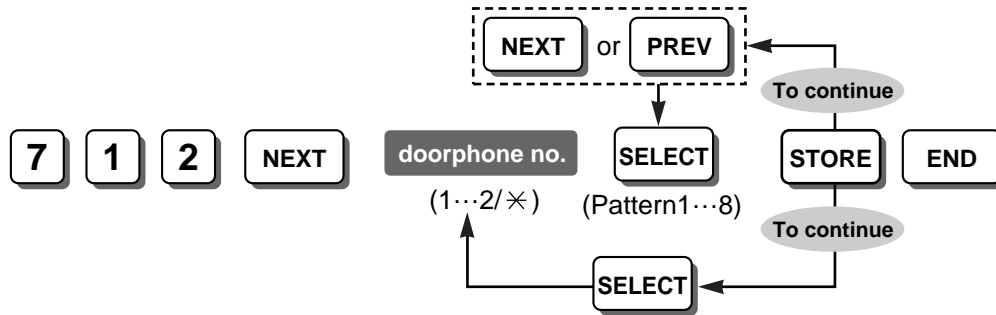 NEXT or PREV
To continue
7 1 2 NEXT doorphone no. SELECT STORE END
(1···2/✳) (Pattern1···8)
To continue
SELECT